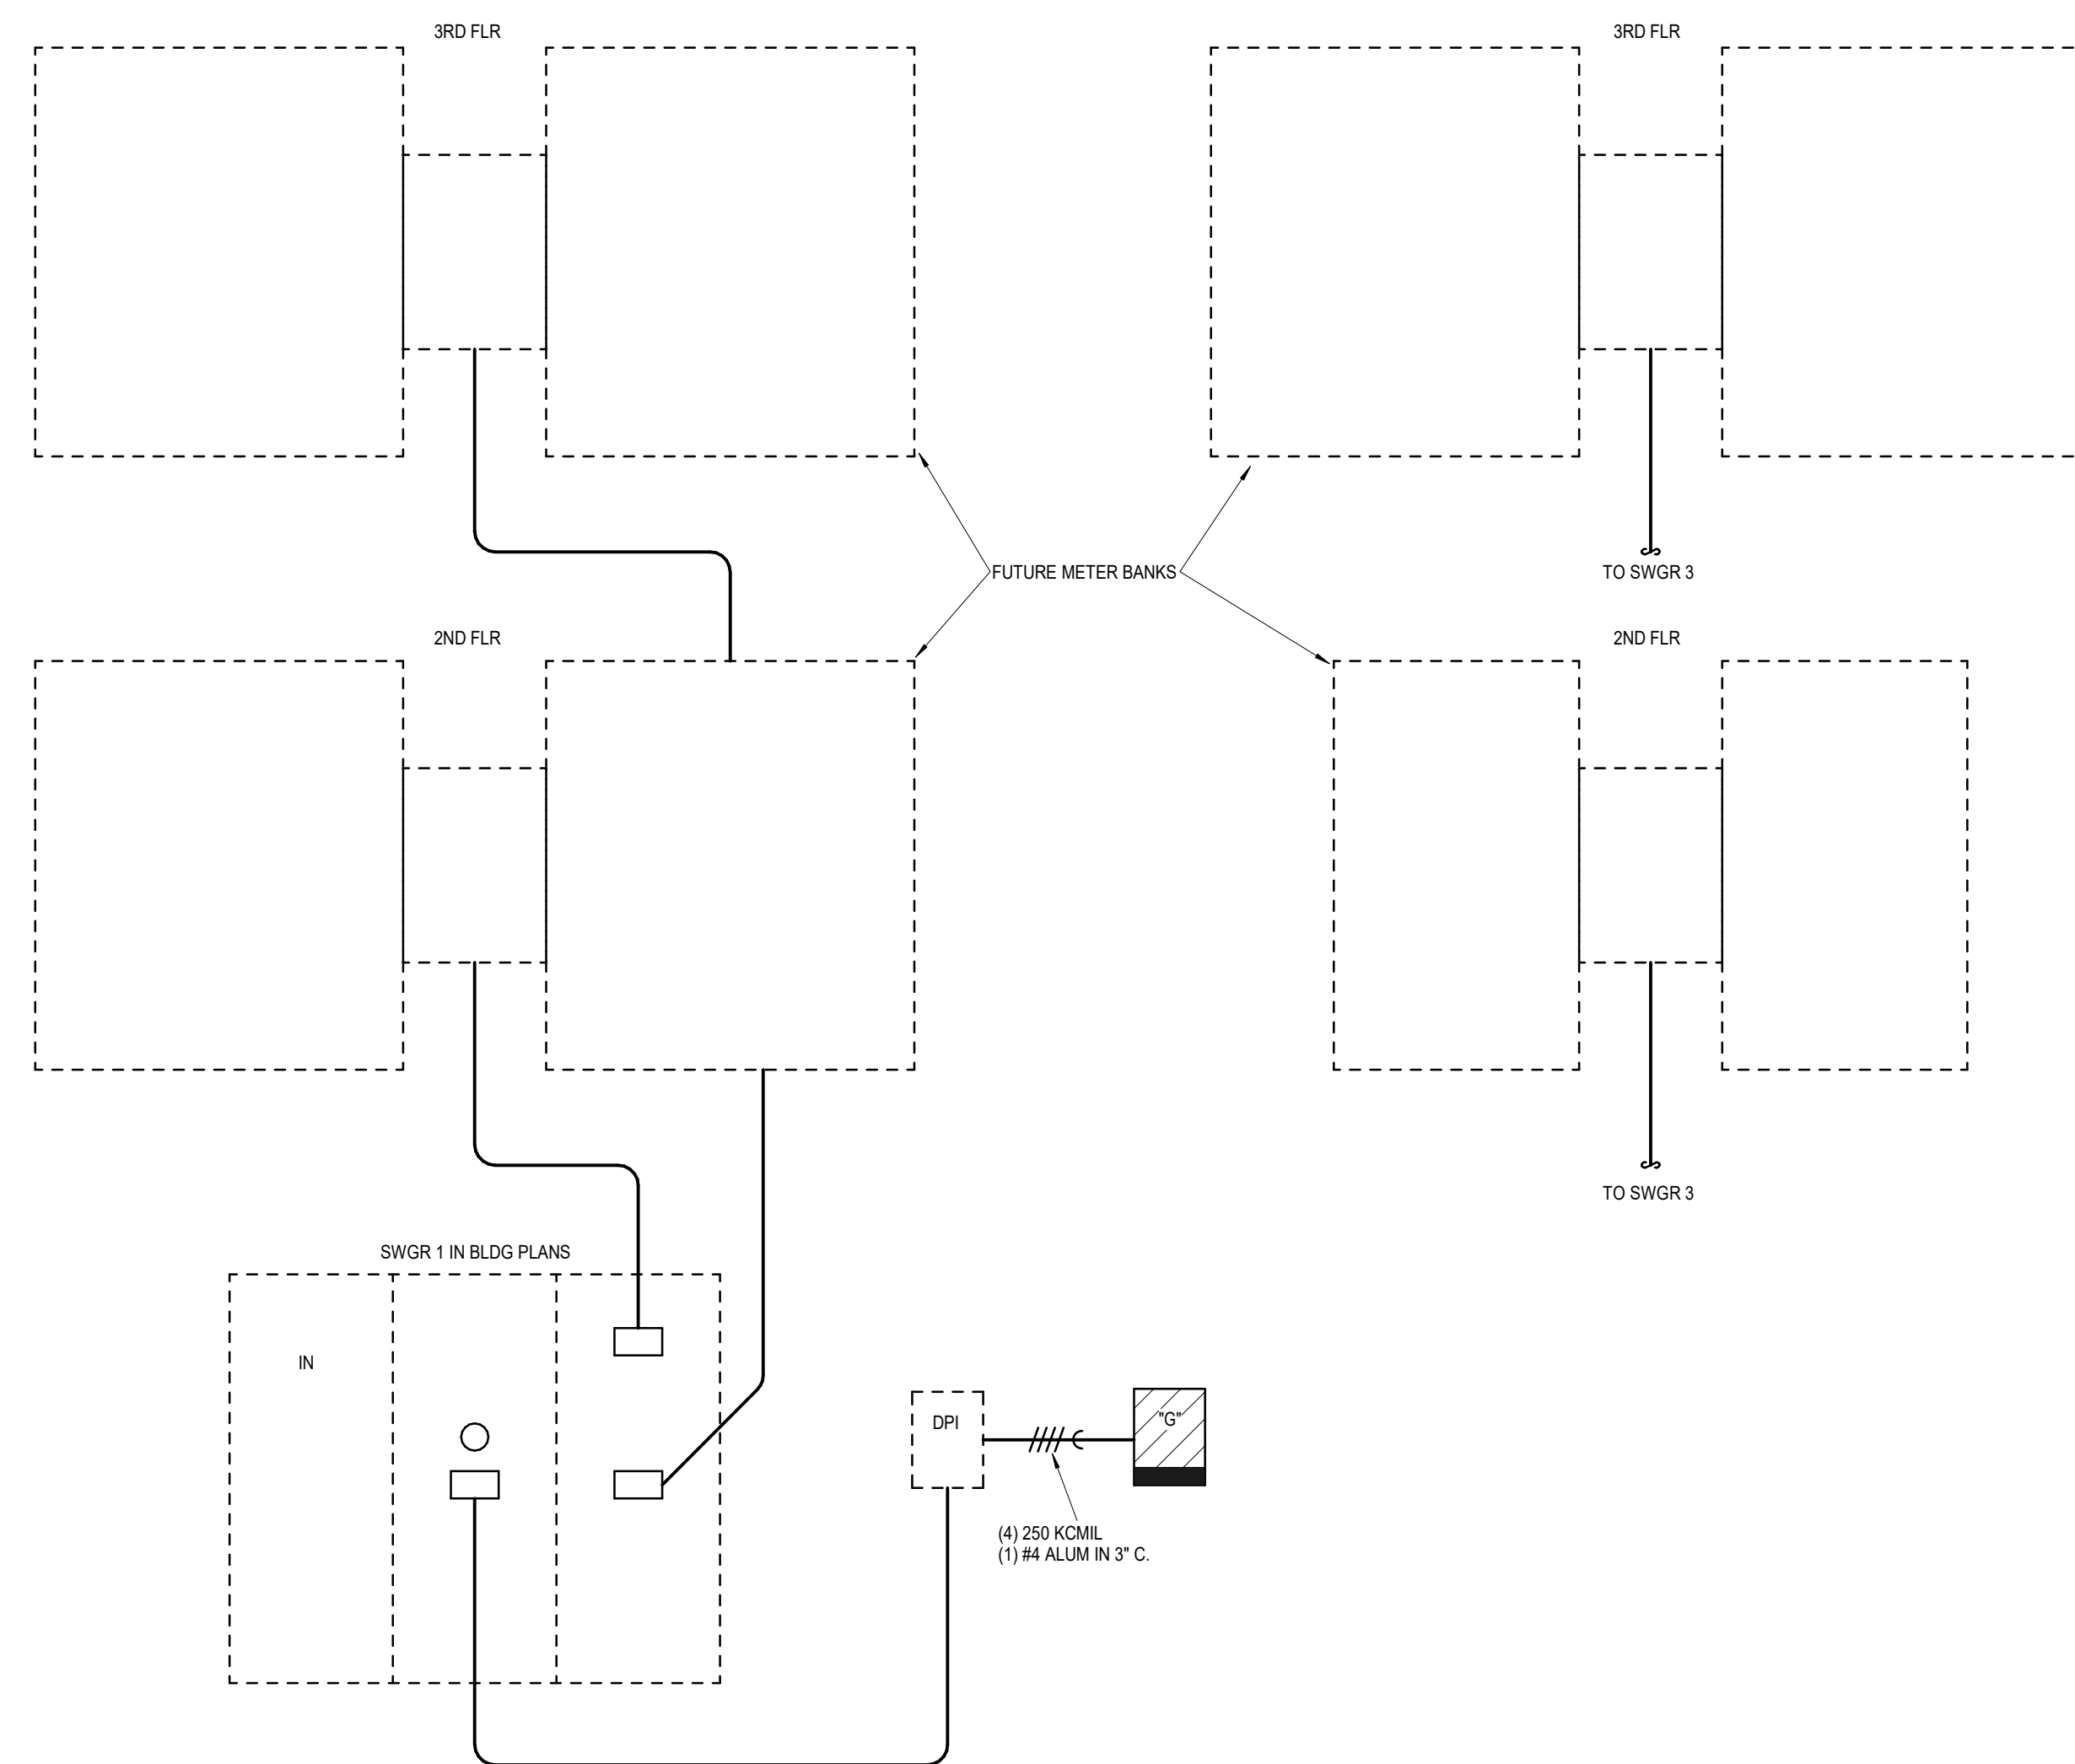 3RD FLR
3RD FLR
FUTURE METER BANKS
TO SWGR 3
2ND FLR
2ND FLR
TO SWGR 3
SWGR 1 IN BLDG PLANS
IN
DPI
"G"
(4) 250 KCMIL
(1) #4 ALUM IN 3" C.